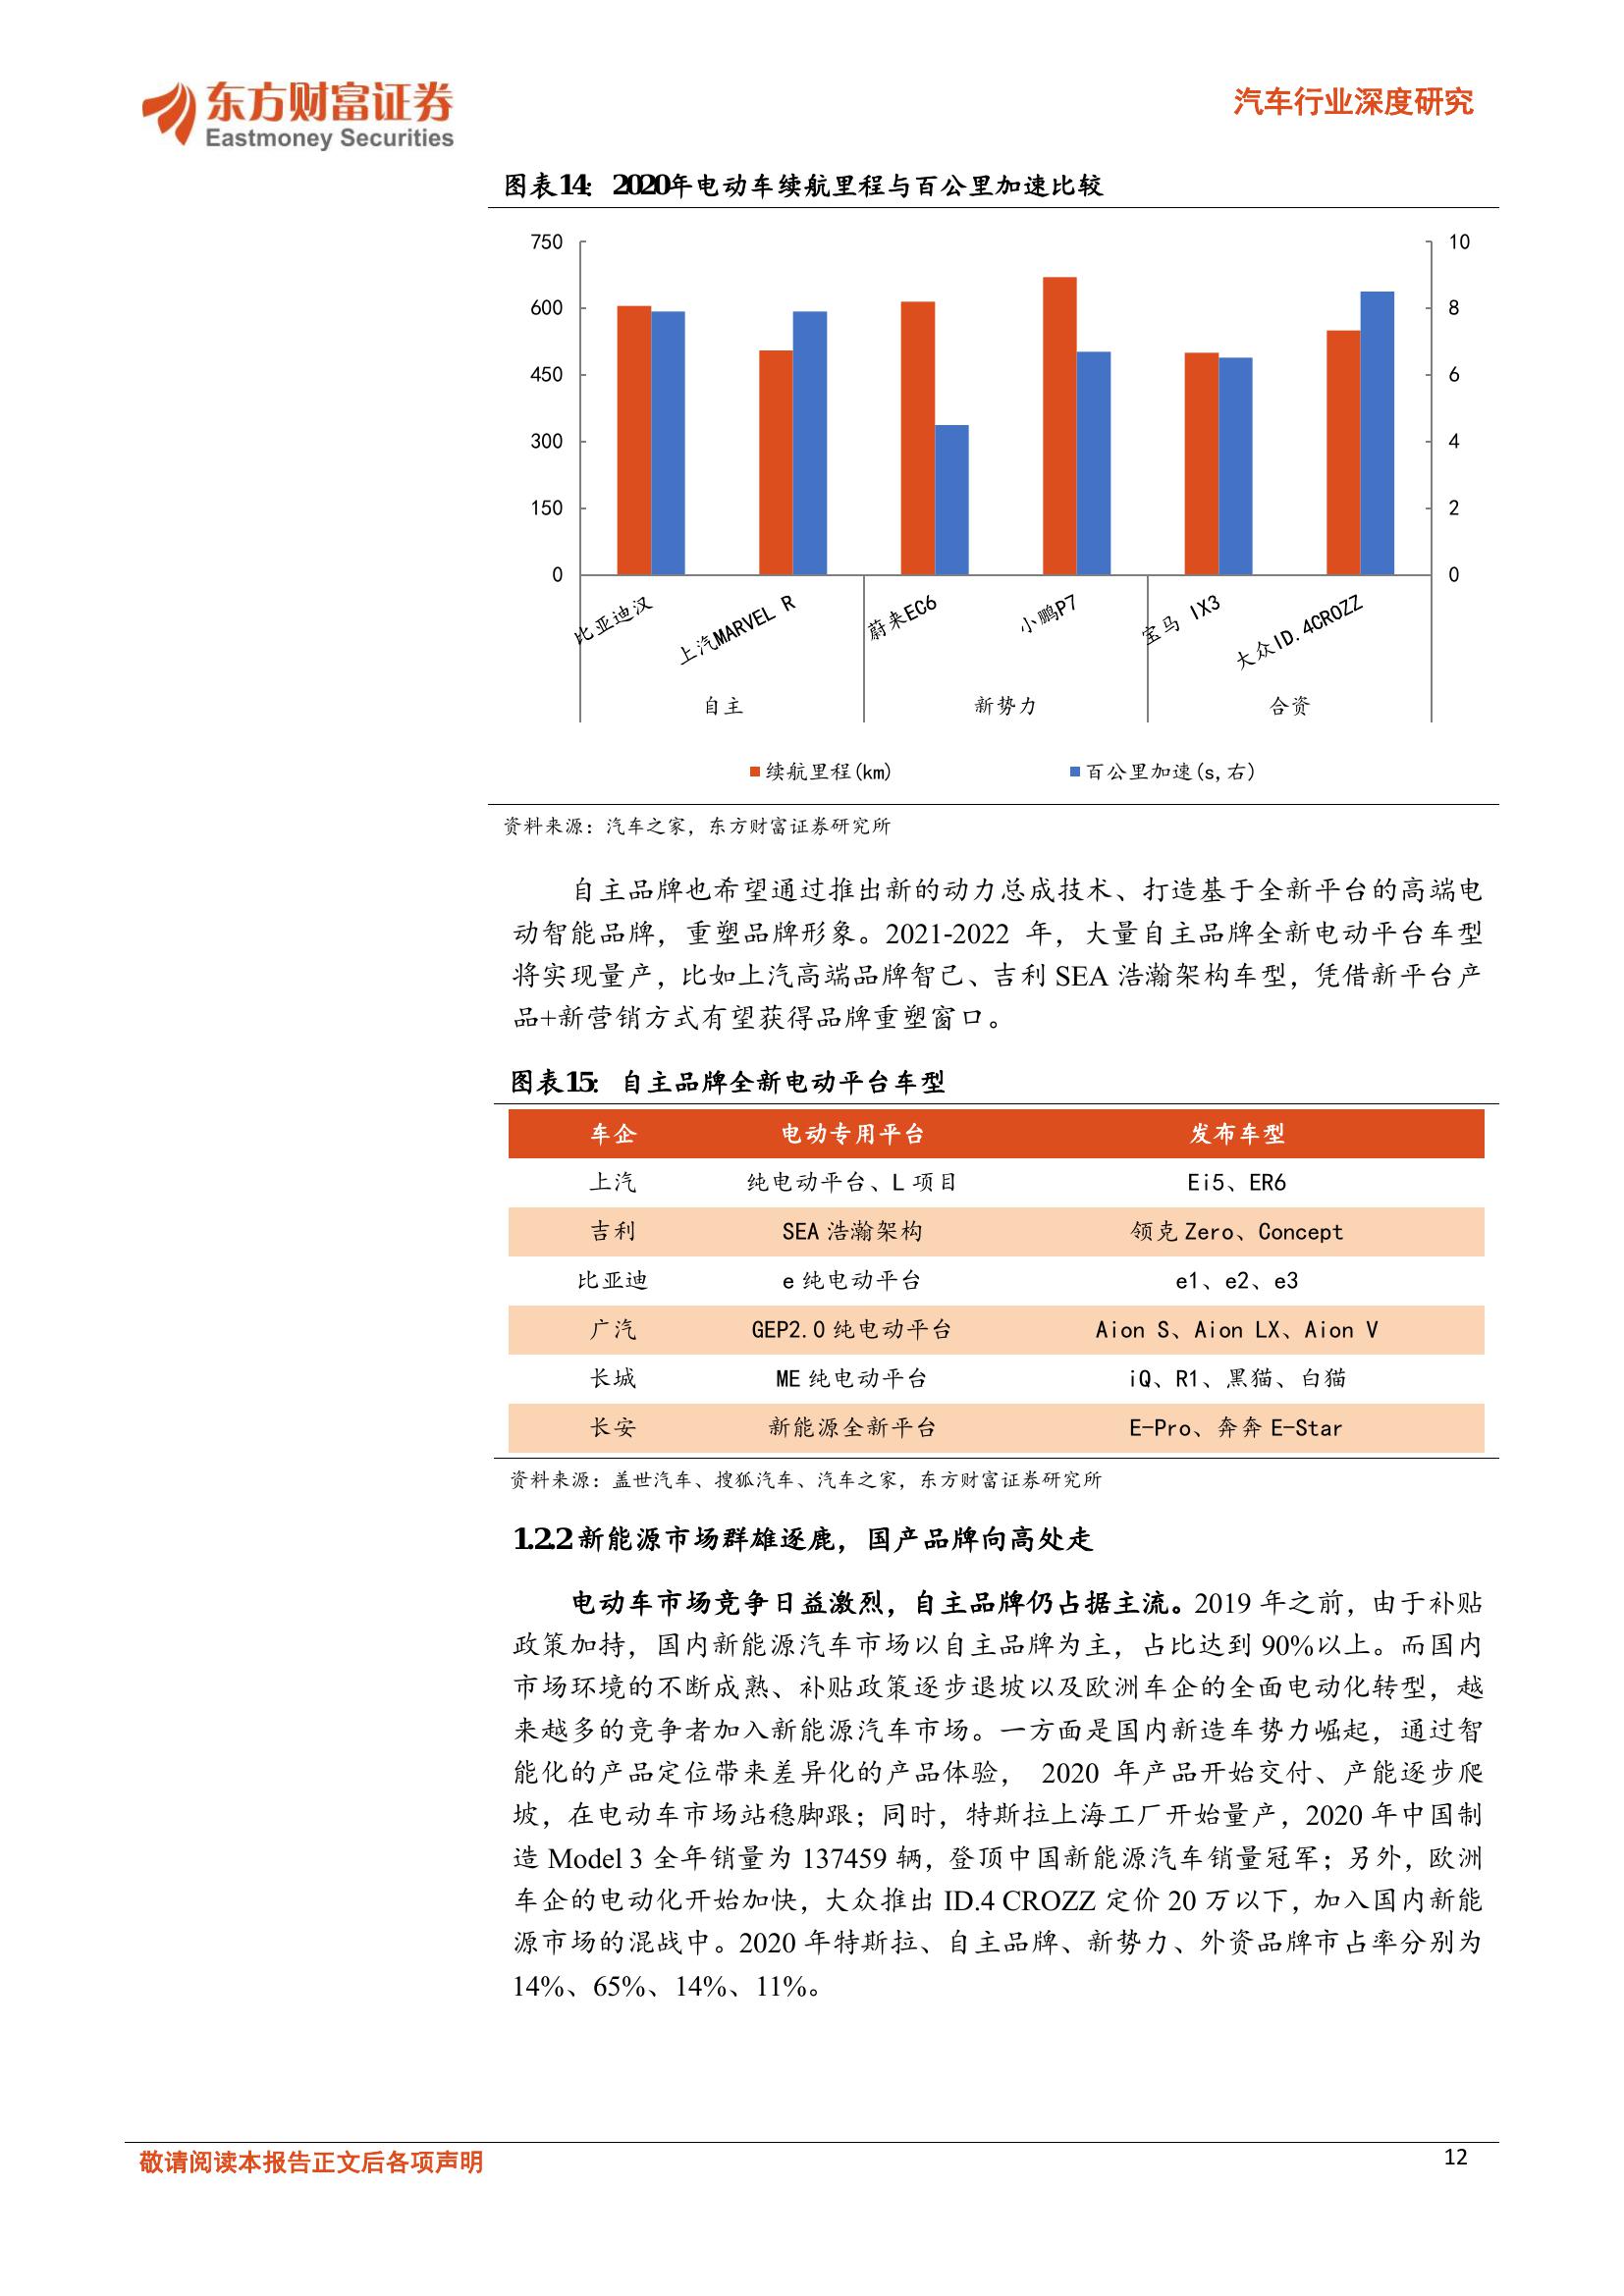 东方财富证券
Eastmoney Securities
汽车行业深度研究
图表14: 2020年电动车续航里程与百公里加速比较
750
600
450
300
150
0
10
8
6
4
2
0
比亚迪汉
上汽MARVEL R
蔚来EC6
小鹏P7
宝马 IX3
大众ID.4CROZZ
自主
新势力
合资
续航里程(km)
百公里加速(s,右)
资料来源：汽车之家，东方财富证券研究所
自主品牌也希望通过推出新的动力总成技术、打造基于全新平台的高端电
动智能品牌，重塑品牌形象。2021-2022 年，大量自主品牌全新电动平台车型
将实现量产，比如上汽高端品牌智己、吉利 SEA 浩瀚架构车型，凭借新平台产
品+新营销方式有望获得品牌重塑窗口。
图表15: 自主品牌全新电动平台车型
车企 电动专用平台 发布车型
上汽 纯电动平台、L 项目 Ei5、ER6
吉利 SEA 浩瀚架构 领克 Zero、Concept
比亚迪 e 纯电动平台 e1、e2、e3
广汽 GEP2.0 纯电动平台 Aion S、Aion LX、Aion V
长城 ME 纯电动平台 iQ、R1、黑猫、白猫
长安 新能源全新平台 E-Pro、奔奔 E-Star
资料来源：盖世汽车、搜狐汽车、汽车之家，东方财富证券研究所
1.2.2 新能源市场群雄逐鹿，国产品牌向高处走
电动车市场竞争日益激烈，自主品牌仍占据主流。2019 年之前，由于补贴
政策加持，国内新能源汽车市场以自主品牌为主，占比达到 90%以上。而国内
市场环境的不断成熟、补贴政策逐步退坡以及欧洲车企的全面电动化转型，越
来越多的竞争者加入新能源汽车市场。一方面是国内新造车势力崛起，通过智
能化的产品定位带来差异化的产品体验， 2020 年产品开始交付、产能逐步爬
坡，在电动车市场站稳脚跟；同时，特斯拉上海工厂开始量产，2020 年中国制
造 Model 3 全年销量为 137459 辆，登顶中国新能源汽车销量冠军；另外，欧洲
车企的电动化开始加快，大众推出 ID.4 CROZZ 定价 20 万以下，加入国内新能
源市场的混战中。2020 年特斯拉、自主品牌、新势力、外资品牌市占率分别为
14%、65%、14%、11%。
敬请阅读本报告正文后各项声明
12